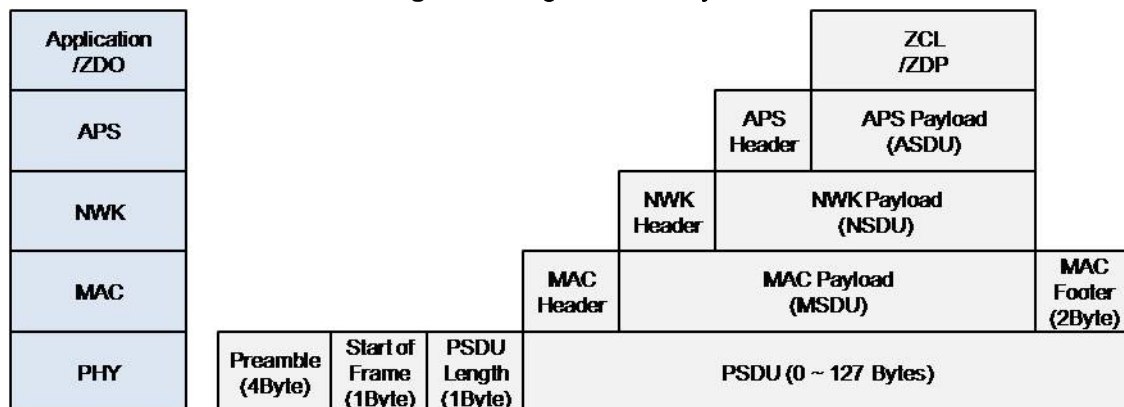 Application
/ZDO
ZCL
/ZDP
APS
APS
Header
APS Payload
(ASDU)
NWK
NWK
Header
NWK Payload
(NSDU)
MAC
MAC
Header
MAC Payload
(MSDU)
MAC
Footer
(2Byte)
PHY
Preamble
(4Byte)
Start of
Frame
(1Byte)
PSDU
Length
(1Byte)
PSDU (0 ~ 127 Bytes)